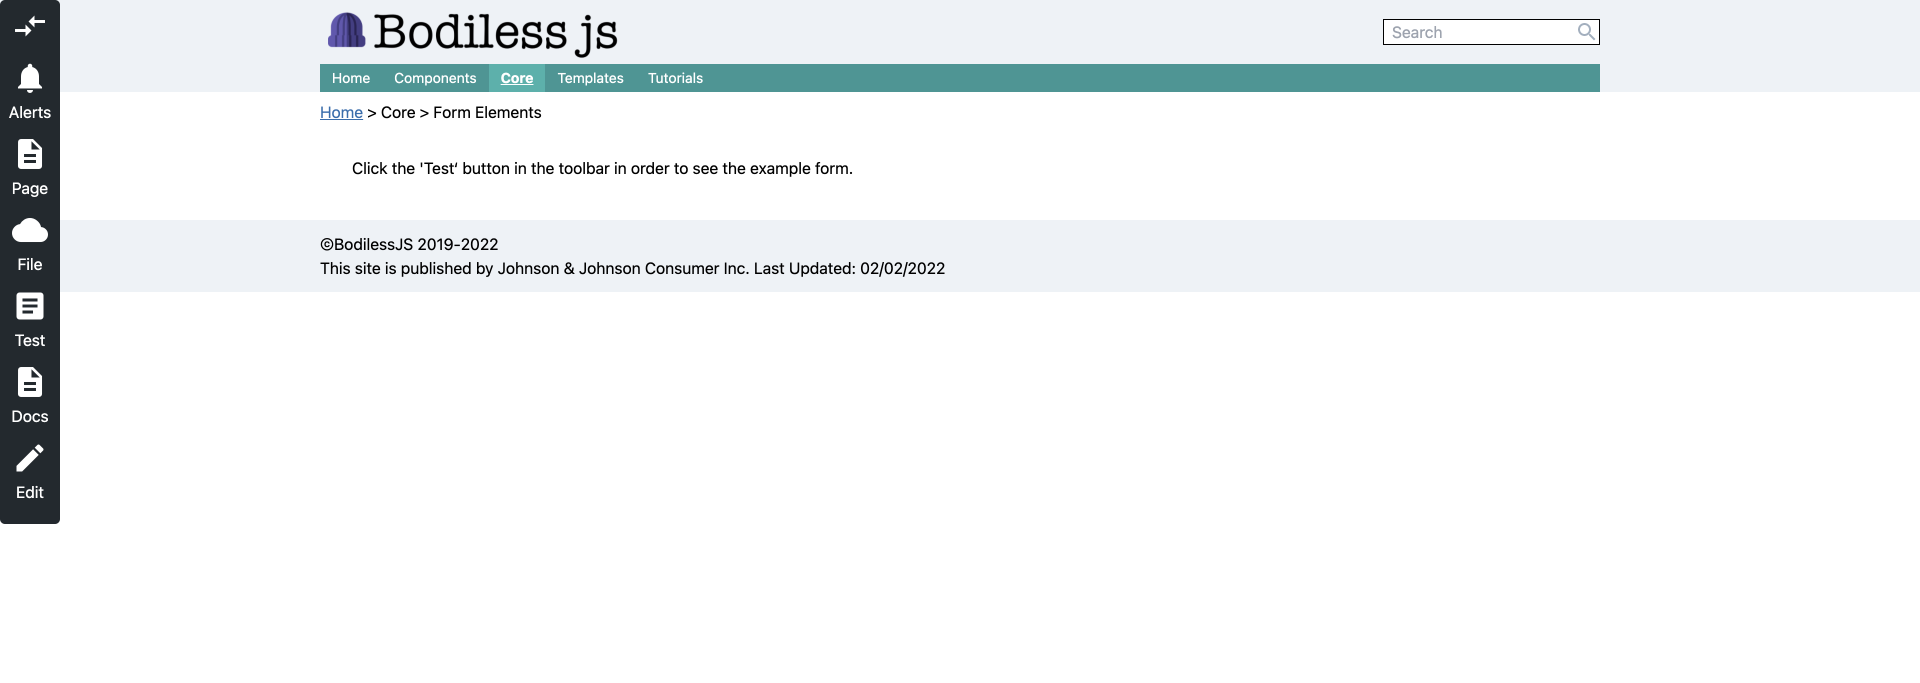 Bodiless js
Search
Home Components Core Templates Tutorials
Home > Core > Form Elements
Click the 'Test‘ button in the toolbar in order to see the example form.
©BodilessJS 2019-2022
This site is published by Johnson & Johnson Consumer Inc. Last Updated: 02/02/2022
Alerts
Page
File
Test
Docs
Edit